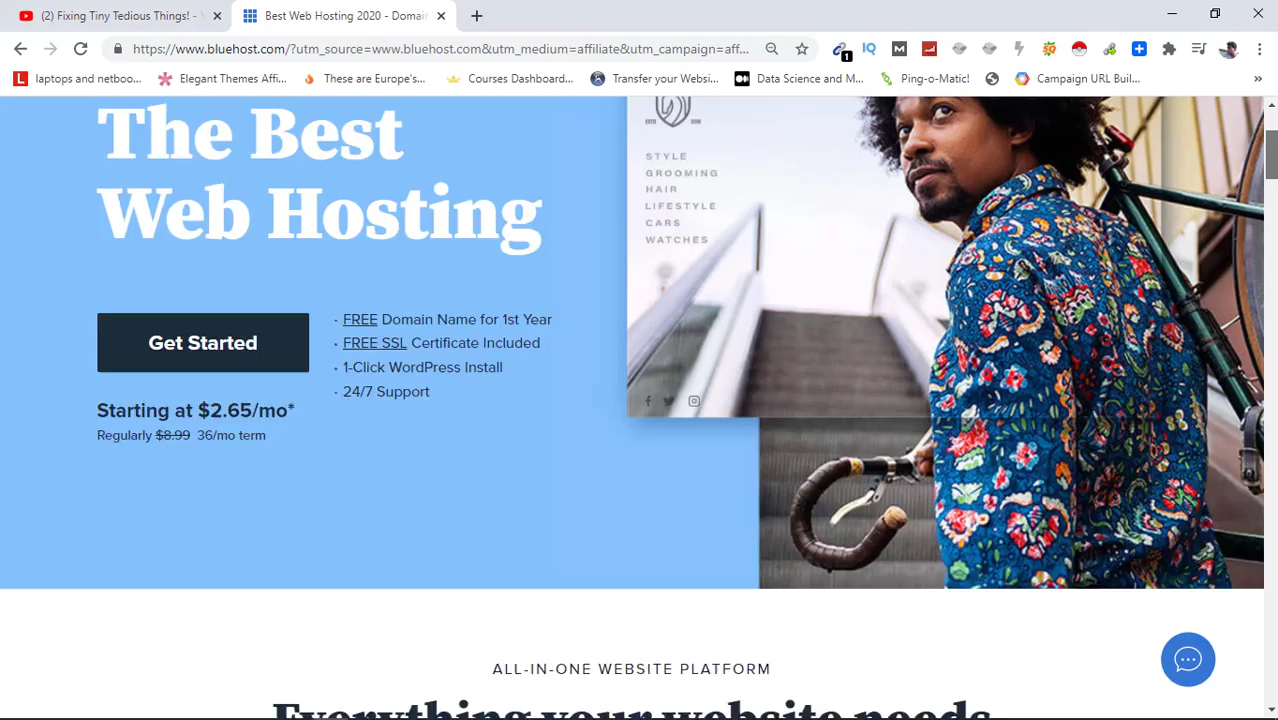 (2) Fixing Tiny Tedious Things! -
Best Web Hosting 2020 - Domain
https://www.bluehost.com/?utm_source=www.bluehost.com&utm_medium=affiliate&utm_campaign=aff...
1
IQ
M
L laptops and netboo...
Elegant Themes Affi...
These are Europe's...
Courses Dashboard...
Transfer your Websi...
Data Science and M...
Ping-o-Matic!
Campaign URL Buil...
»
The Best
Web Hosting
STYLE
GROOMING
HAIR
LIFESTYLE
CARS
WATCHES
Get Started
· FREE Domain Name for 1st Year
· FREE SSL Certificate Included
· 1-Click WordPress Install
· 24/7 Support
Starting at $2.65/mo*
Regularly $8.99 36/mo term
ALL-IN-ONE WEBSITE PLATFORM
Everything your website needs